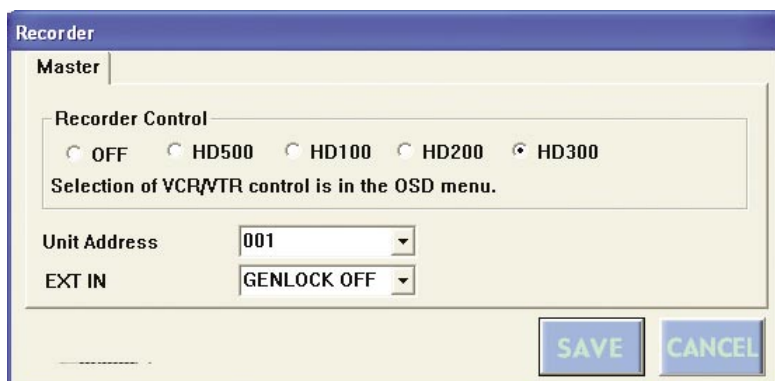 Recorder
Master
Recorder Control
OFF HD500 HD100 HD200 HD300
Selection of VCR/VTR control is in the OSD menu.
Unit Address 001
EXT IN GENLOCK OFF
SAVE CANCEL